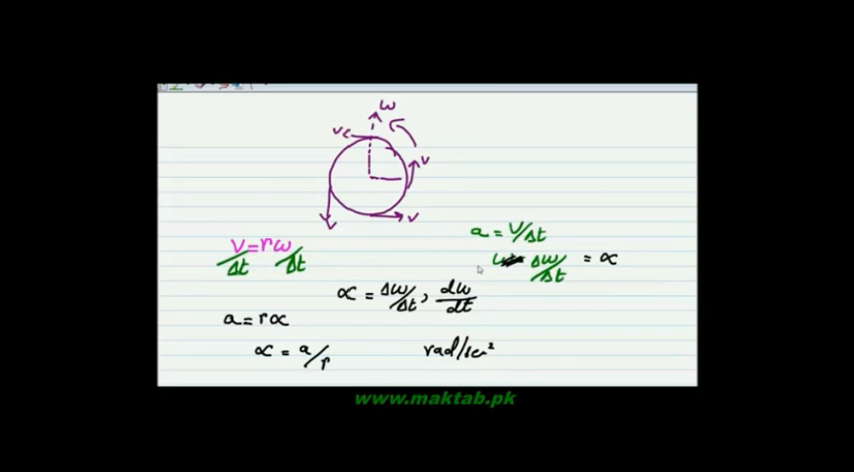 ω
v
v
v
v
a = v/Δt
v/Δt = rω/Δt
Δω/Δt = α
α = Δω/Δt, dω/dt
a = rα
α = a/r
rad/sec²
www.maktab.pk